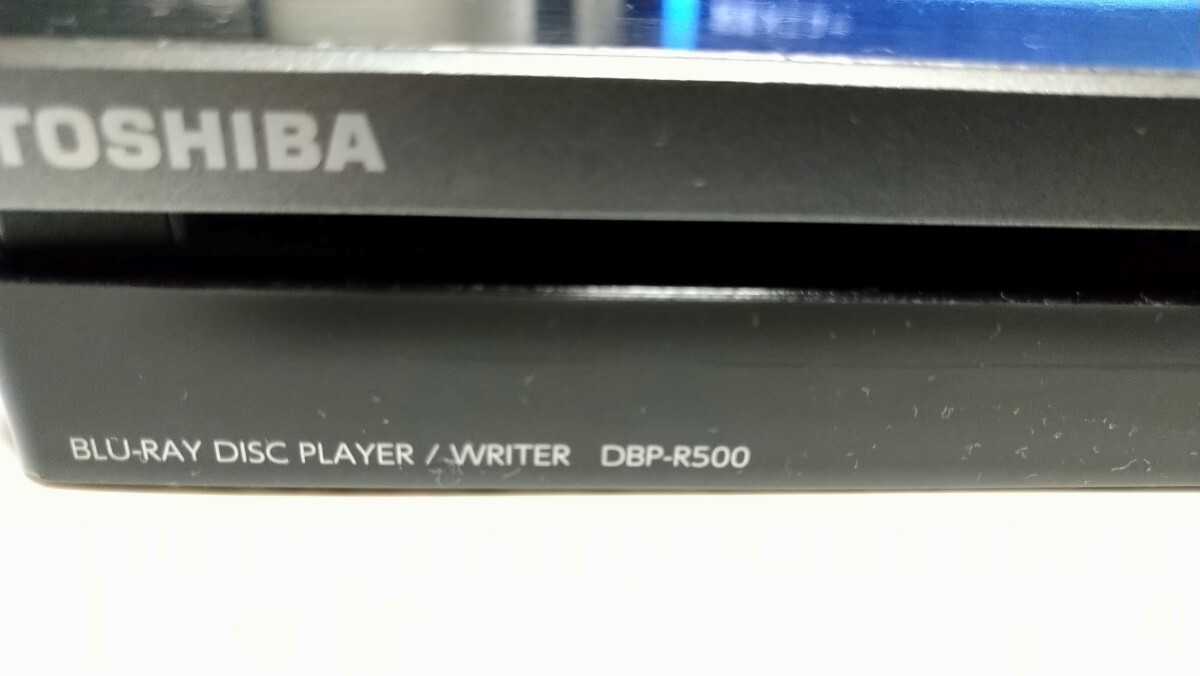 TOSHIBA
BLU-RAY DISC PLAYER / WRITER DBP-R500